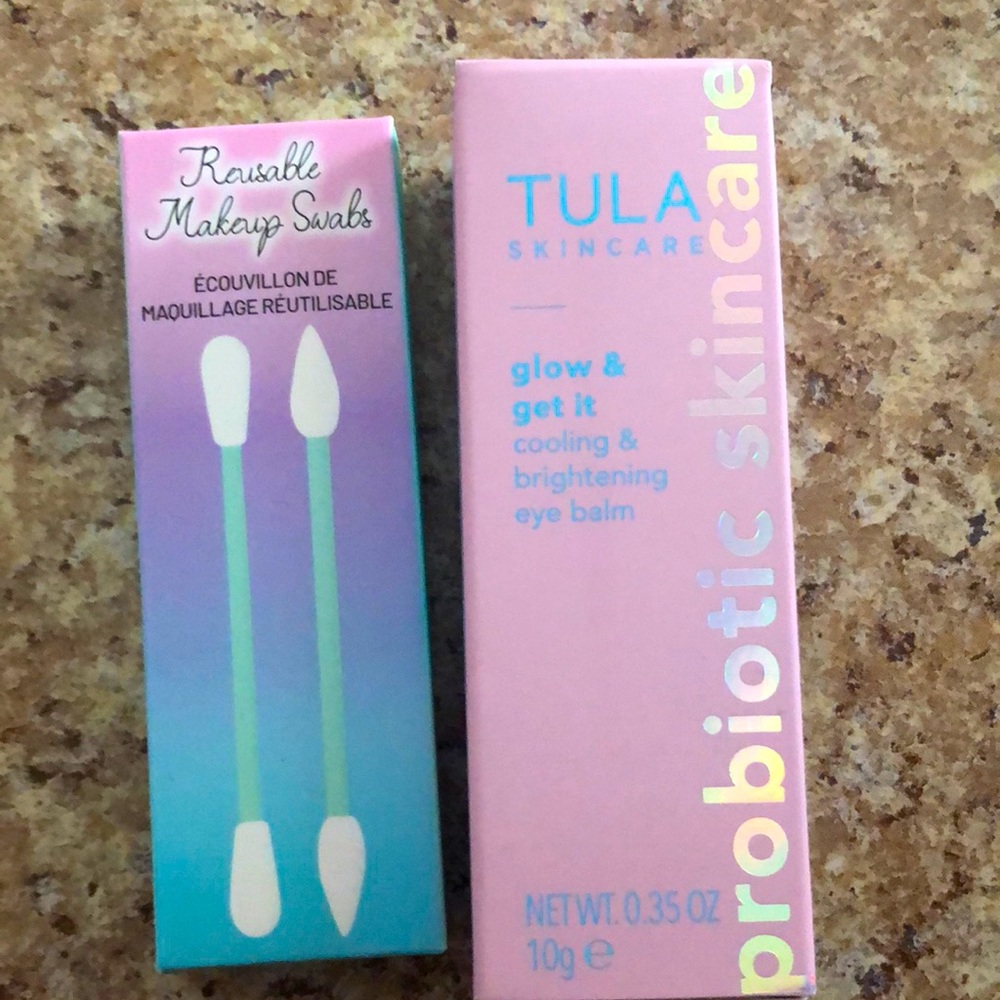 Reusable
Makeup Swabs
ÉCOUVILLON DE
MAQUILLAGE RÉUTILISABLE
TULA
SKINCARE
glow &
get it
cooling &
brightening
eye balm
NET WT. 0.35 OZ
10g ℮
probiotic skincare